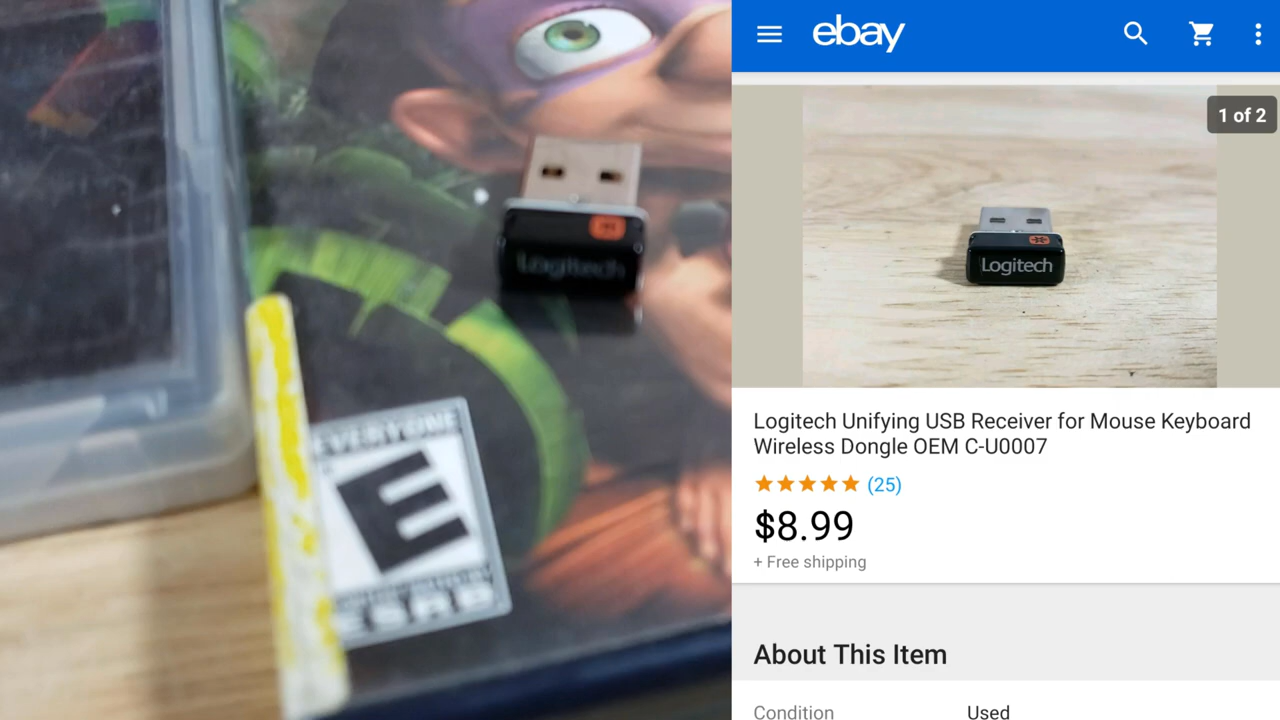 Logitech
EVERYONE
E
ESRB
ebay
1 of 2
Logitech
Logitech Unifying USB Receiver for Mouse Keyboard
Wireless Dongle OEM C-U0007
(25)
$8.99
+ Free shipping
About This Item
Condition Used